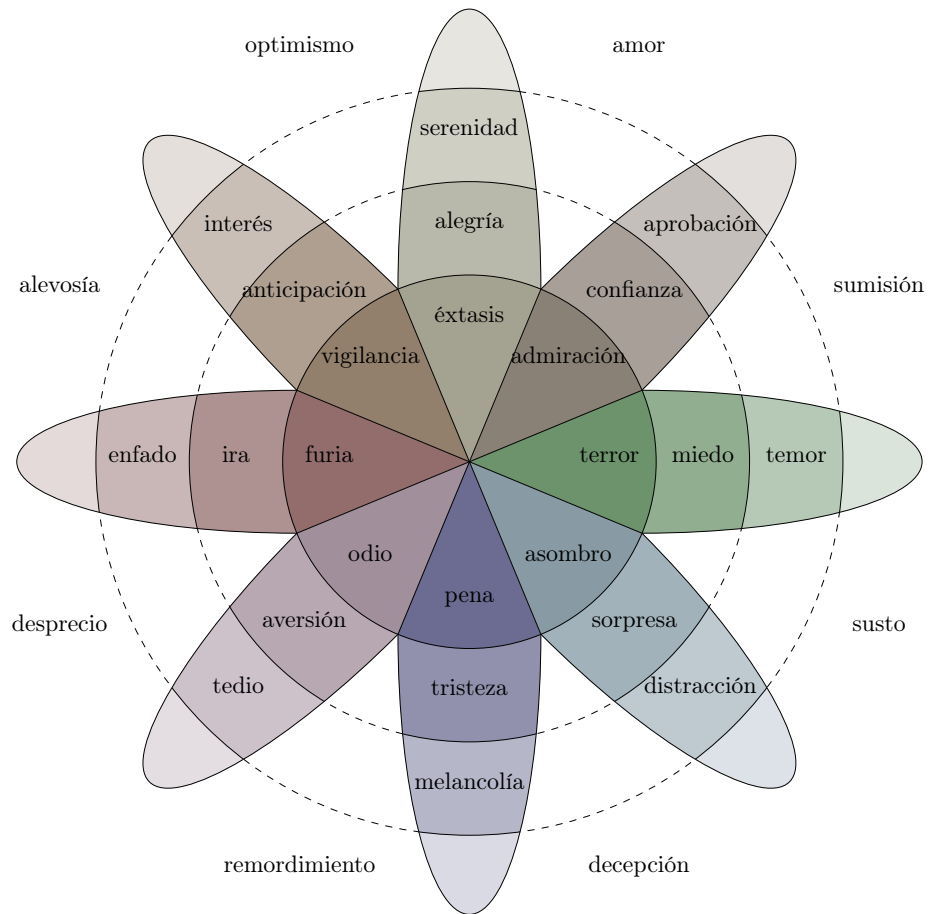 optimismo
amor
serenidad
interés
alegría
aprobación
alevosía
anticipación
confianza
sumisión
éxtasis
vigilancia
admiración
enfado
ira
furia
terror
miedo
temor
odio
asombro
pena
desprecio
aversión
sorpresa
susto
tedio
tristeza
distracción
melancolía
remordimiento
decepción